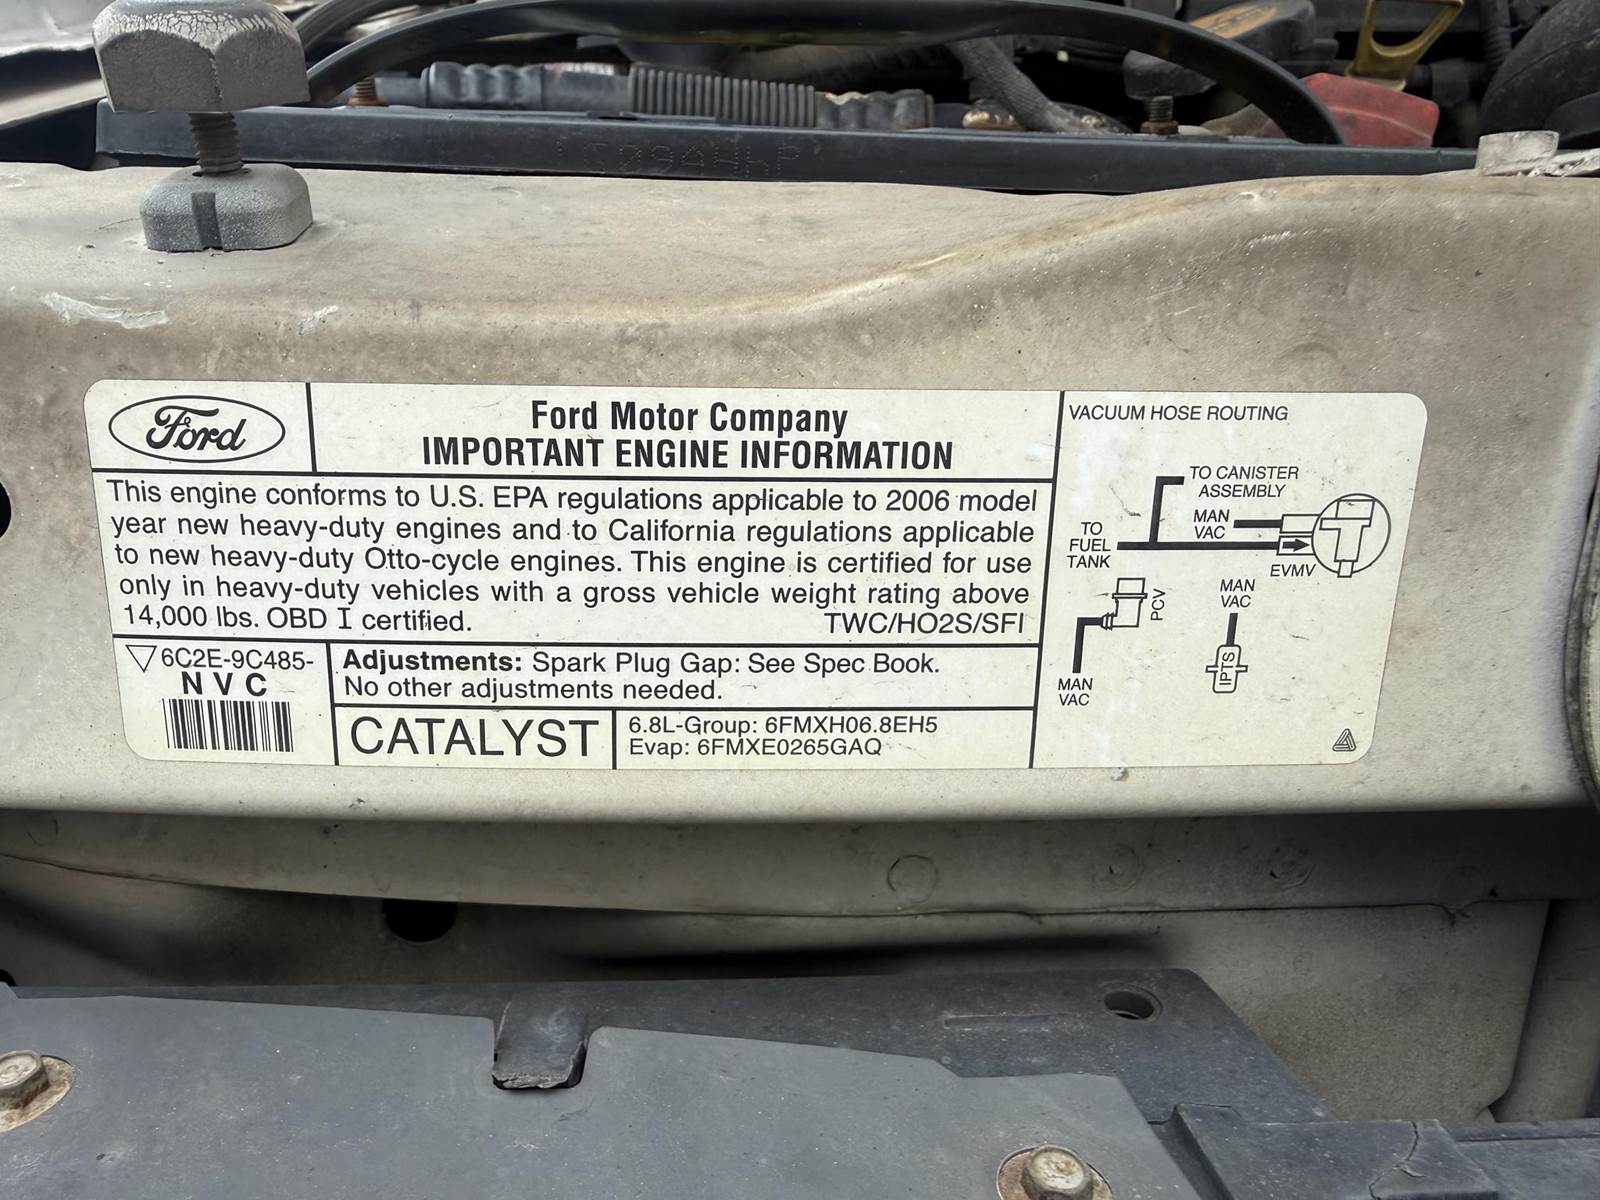 Ford
Ford Motor Company
IMPORTANT ENGINE INFORMATION
This engine conforms to U.S. EPA regulations applicable to 2006 model
year new heavy-duty engines and to California regulations applicable
to new heavy-duty Otto-cycle engines. This engine is certified for use
only in heavy-duty vehicles with a gross vehicle weight rating above
14,000 lbs. OBD I certified. TWC/HO2S/SFI
6C2E-9C485-
N V C
Adjustments: Spark Plug Gap: See Spec Book.
No other adjustments needed.
CATALYST
6.8L-Group: 6FMXH06.8EH5
Evap: 6FMXE0265GAQ
VACUUM HOSE ROUTING
TO CANISTER
ASSEMBLY
MAN
VAC
TO
FUEL
TANK
EVMV
MAN
VAC
PCV
IPTS
MAN
VAC